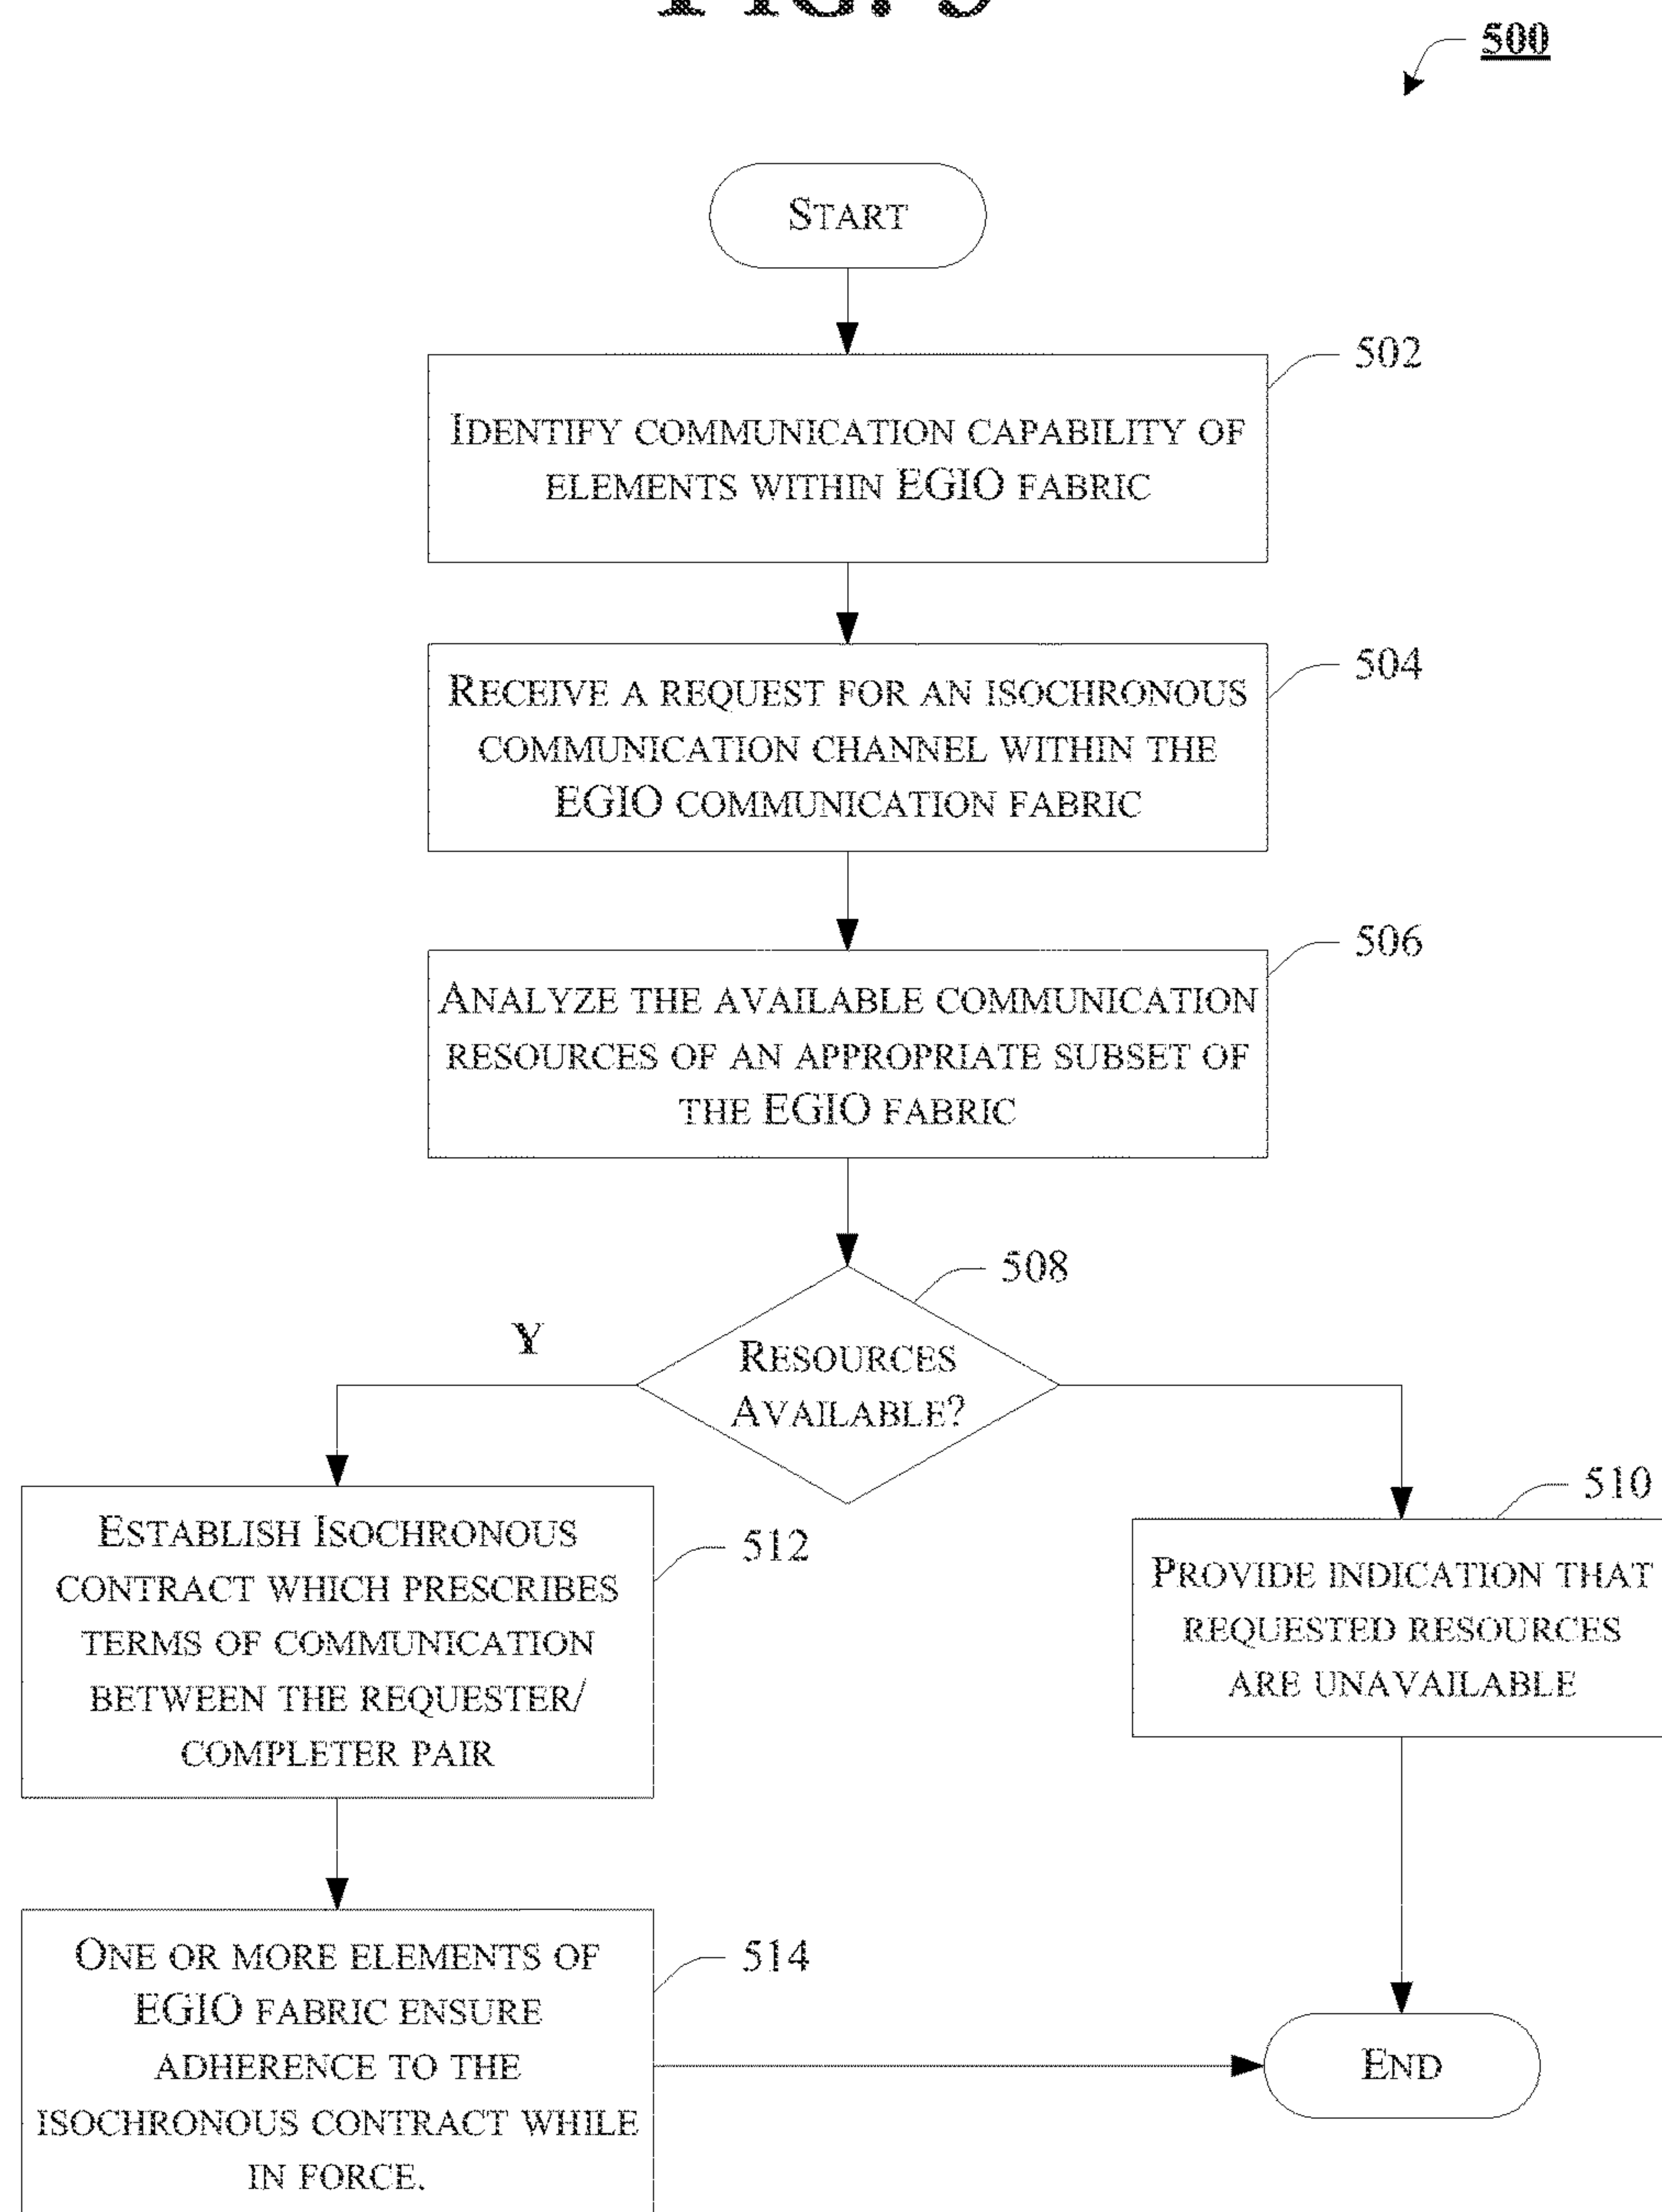 FIG. 5
500
START
502
IDENTIFY COMMUNICATION CAPABILITY OF
ELEMENTS WITHIN EGIO FABRIC
504
RECEIVE A REQUEST FOR AN ISOCHRONOUS
COMMUNICATION CHANNEL WITHIN THE
EGIO COMMUNICATION FABRIC
506
ANALYZE THE AVAILABLE COMMUNICATION
RESOURCES OF AN APPROPRIATE SUBSET OF
THE EGIO FABRIC
508
Y
RESOURCES
AVAILABLE?
510
PROVIDE INDICATION THAT
REQUESTED RESOURCES
ARE UNAVAILABLE
512
ESTABLISH ISOCHRONOUS
CONTRACT WHICH PRESCRIBES
TERMS OF COMMUNICATION
BETWEEN THE REQUESTER/
COMPLETER PAIR
514
ONE OR MORE ELEMENTS OF
EGIO FABRIC ENSURE
ADHERENCE TO THE
ISOCHRONOUS CONTRACT WHILE
IN FORCE.
END